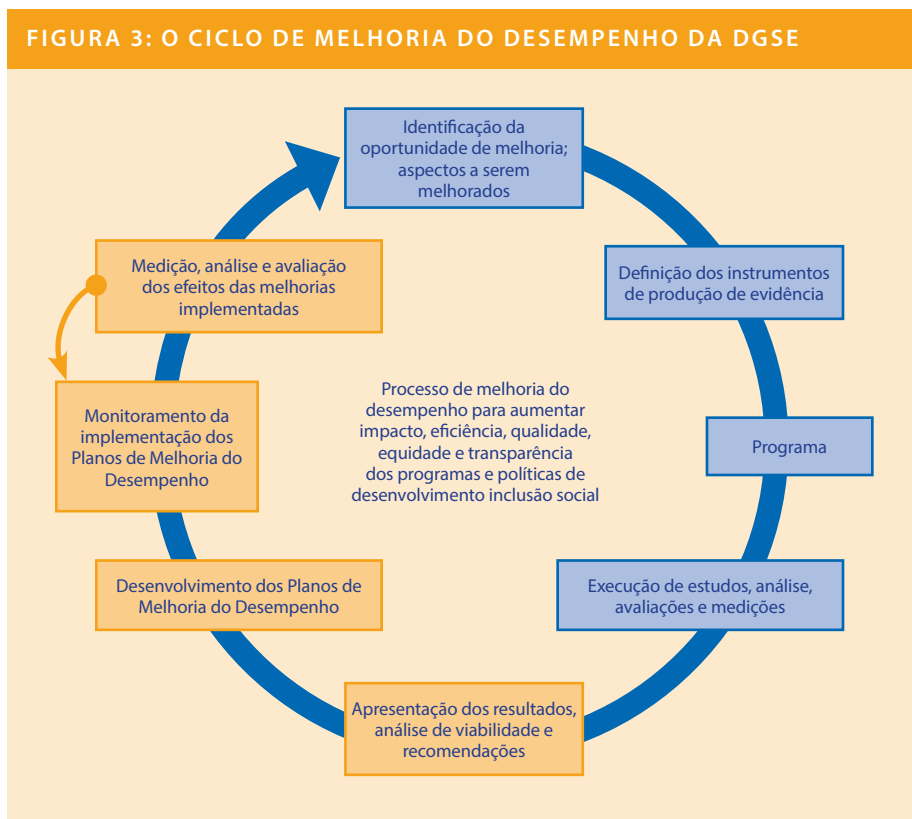 FIGURA 3: O CICLO DE MELHORIA DO DESEMPENHO DA DGSE
Identificação da
oportunidade de melhoria;
aspectos a serem
melhorados
Definição dos instrumentos
de produção de evidência
Programa
Execução de estudos, análise,
avaliações e medições
Apresentação dos resultados,
análise de viabilidade e
recomendações
Desenvolvimento dos Planos de
Melhoria do Desempenho
Monitoramento da
implementação dos
Planos de Melhoria do
Desempenho
Medição, análise e avaliação
dos efeitos das melhorias
implementadas
Processo de melhoria do
desempenho para aumentar
impacto, eficiência, qualidade,
equidade e transparência
dos programas e políticas de
desenvolvimento inclusão social